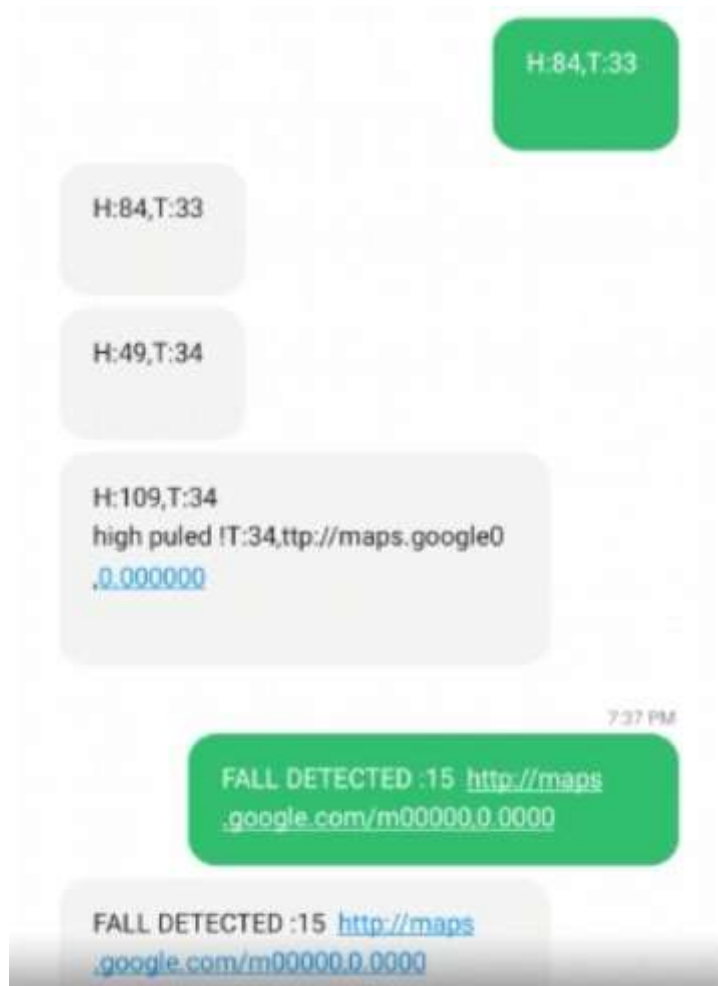 H:84,T:33
H:84,T:33
H:49,T:34
H:109,T:34
high puled !T:34,ttp://maps.google0
,0.000000
7:37 PM
FALL DETECTED :15 http://maps
.google.com/m00000,0.0000
FALL DETECTED :15 http://maps
.google.com/m00000,0.0000